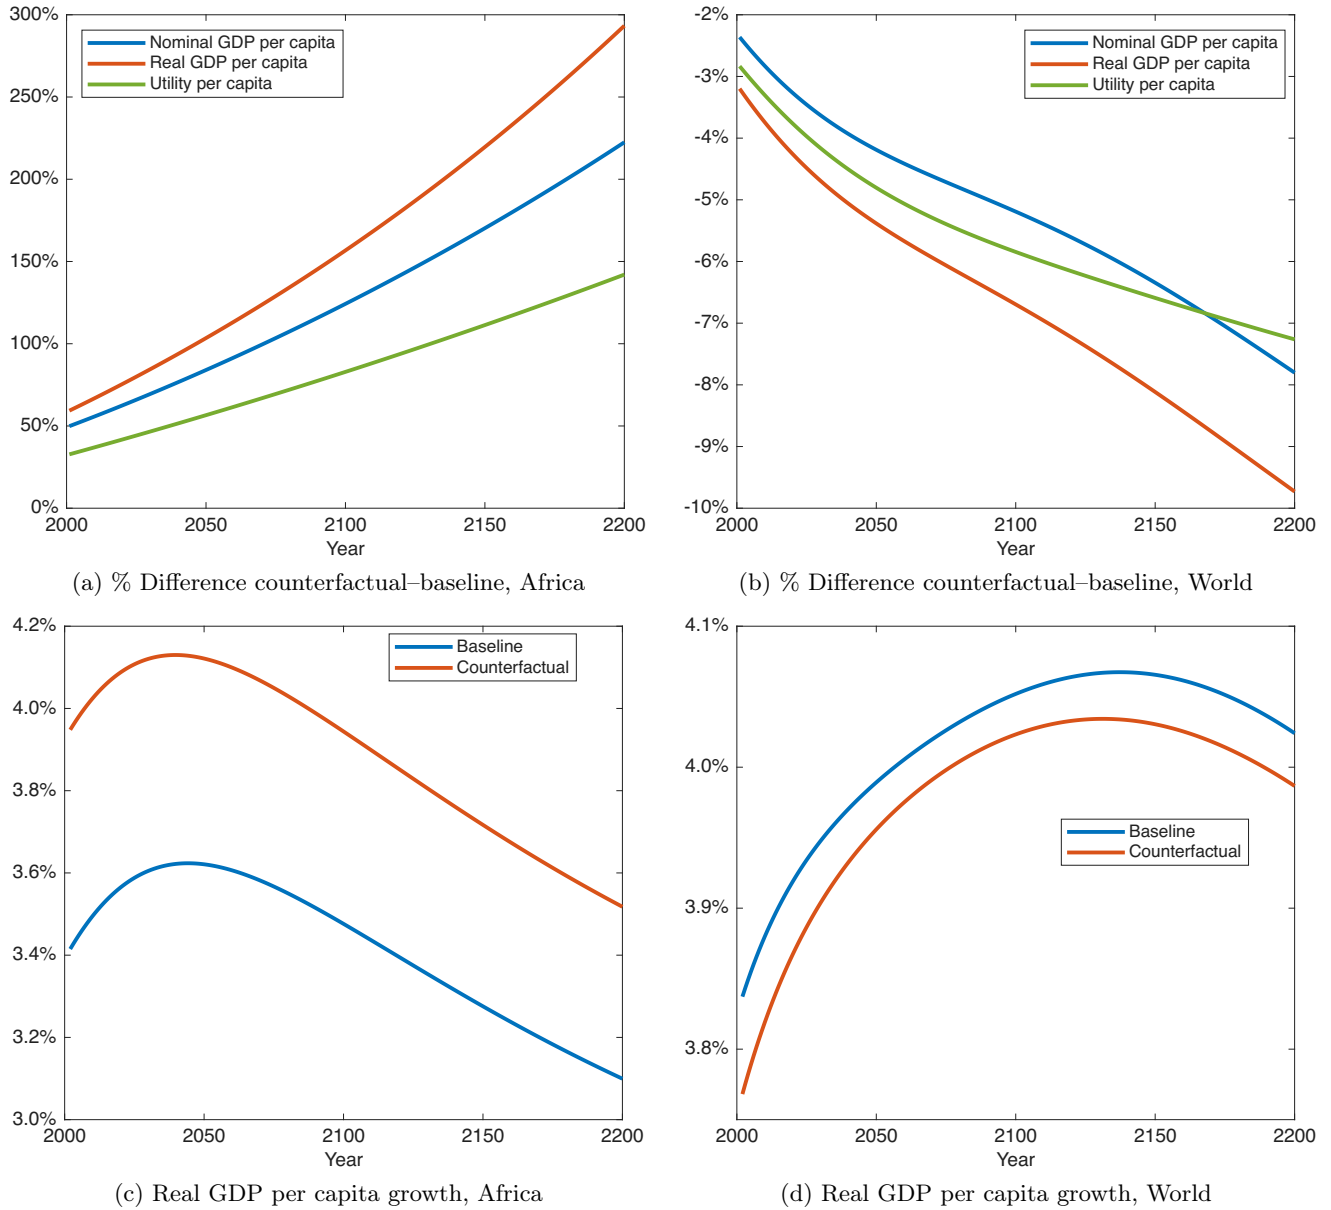 300%
250%
200%
150%
100%
50%
0%
Nominal GDP per capita
Real GDP per capita
Utility per capita
2000 2050 2100 2150 2200
Year
(a) % Difference counterfactual–baseline, Africa
-2%
-3%
-4%
-5%
-6%
-7%
-8%
-9%
-10%
Nominal GDP per capita
Real GDP per capita
Utility per capita
2000 2050 2100 2150 2200
Year
(b) % Difference counterfactual–baseline, World
4.2%
4.0%
3.8%
3.6%
3.4%
3.2%
3.0%
Baseline
Counterfactual
2000 2050 2100 2150 2200
Year
(c) Real GDP per capita growth, Africa
4.1%
4.0%
3.9%
3.8%
Baseline
Counterfactual
2000 2050 2100 2150 2200
Year
(d) Real GDP per capita growth, World